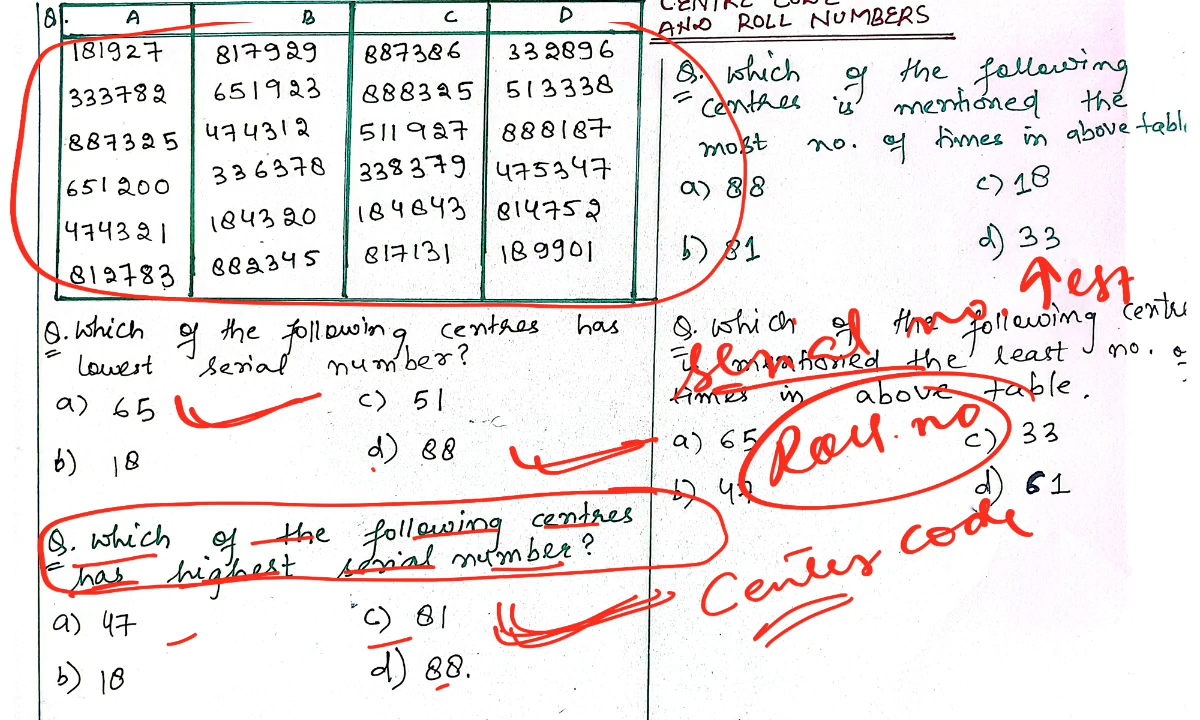 Q. A B C D
181927 817929 887386 332896
333782 651923 888325 513338
887325 474312 511927 888187
651200 336378 338379 475347
474321 184320 184843 814752
812783 882345 817131 189901
Q. Which of the following centres has
lowest serial number?
a) 65 c) 51
b) 18 d) 88
Q. which of the following centres
has highest serial number?
a) 47 c) 81
b) 18 d) 88.
CENTRE CODE
AND ROLL NUMBERS
Q. Which of the following
centres is mentioned the
most no. of times in above table
a) 88 c) 18
b) 81 d) 33
Q. which of the following centre
is mentioned the least no. of
times in above table.
a) 65 c) 33
b) 47 d) 61
serial no. ↑est
Roll. no
Center code